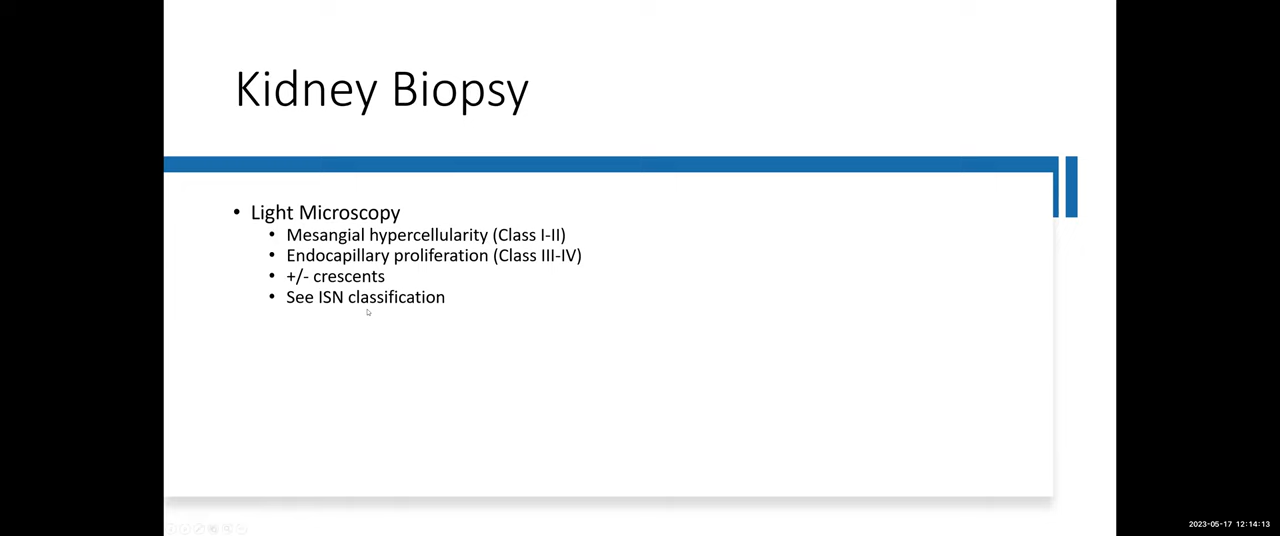 Kidney Biopsy
• Light Microscopy
• Mesangial hypercellularity (Class I-II)
• Endocapillary proliferation (Class III-IV)
• +/- crescents
• See ISN classification
2023-05-17 12:14:13